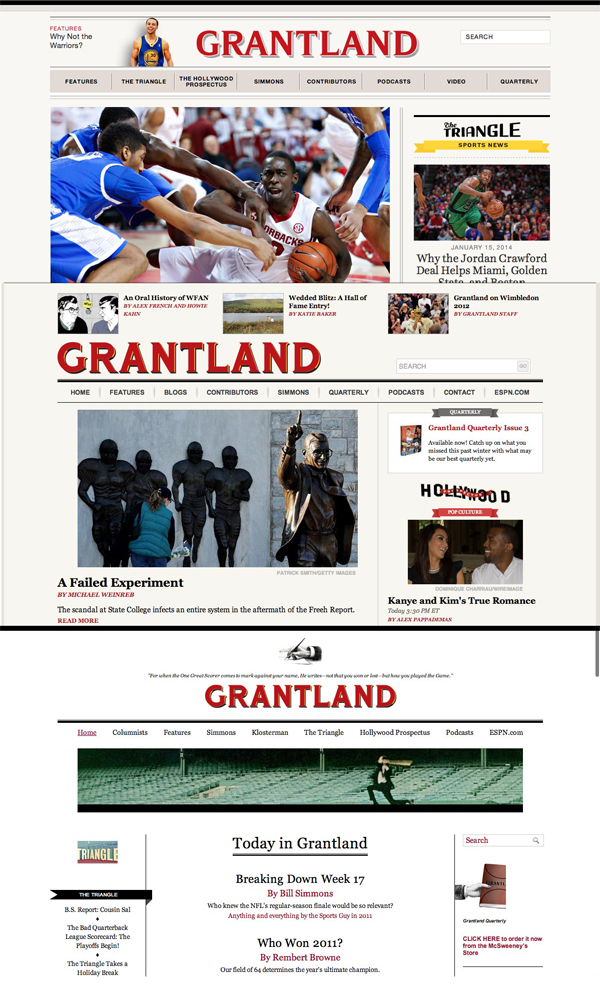 FEATURES
Why Not the
Warriors?
GRANTLAND
SEARCH
FEATURES
THE TRIANGLE
THE HOLLYWOOD
PROSPECTUS
SIMMONS
CONTRIBUTORS
PODCASTS
VIDEO
QUARTERLY
RBACKS
The
TRIANGLE
SPORTS NEWS
JANUARY 15, 2014
Why the Jordan Crawford
Deal Helps Miami, Golden
State, and Boston
An Oral History of WFAN
BY ALEX FRENCH AND HOWIE
KAHN
Wedded Blitz: A Hall of
Fame Entry!
BY KATIE BAKER
Grantland on Wimbledon
2012
BY GRANTLAND STAFF
GRANTLAND
SEARCH
GO
HOME
FEATURES
BLOGS
CONTRIBUTORS
SIMMONS
QUARTERLY
PODCASTS
CONTACT
ESPN.COM
PATRICK SMITH/GETTY IMAGES
A Failed Experiment
BY MICHAEL WEINREB
The scandal at State College infects an entire system in the aftermath of the Freeh Report.
READ MORE
QUARTERLY
Grantland Quarterly Issue 3
Available now! Catch up on what you
missed this past winter with what may
be our best quarterly yet.
HOLLYWOOD
POP CULTURE
DOMINIQUE CHARRIAU/WIREIMAGE
Kanye and Kim's True Romance
Today 3:30 PM ET
BY ALEX PAPPADEMAS
"For when the One Great Scorer comes to mark against your name, He writes—not that you won or lost—but how you played the Game."
GRANTLAND
Home
Columnists
Features
Simmons
Klosterman
The Triangle
Hollywood Prospectus
Podcasts
ESPN.com
TRIANGLE
THE TRIANGLE
B.S. Report: Cousin Sal
♦
The Bad Quarterback
League Scorecard: The
Playoffs Begin!
♦
The Triangle Takes a
Holiday Break
Today in Grantland
Breaking Down Week 17
By Bill Simmons
Who knew the NFL's regular-season finale would be so relevant?
Anything and everything by the Sports Guy in 2011
Who Won 2011?
By Rembert Browne
Our field of 64 determines the year's ultimate champion.
Search
Grantland Quarterly
CLICK HERE to order it now
from the McSweeney's
Store